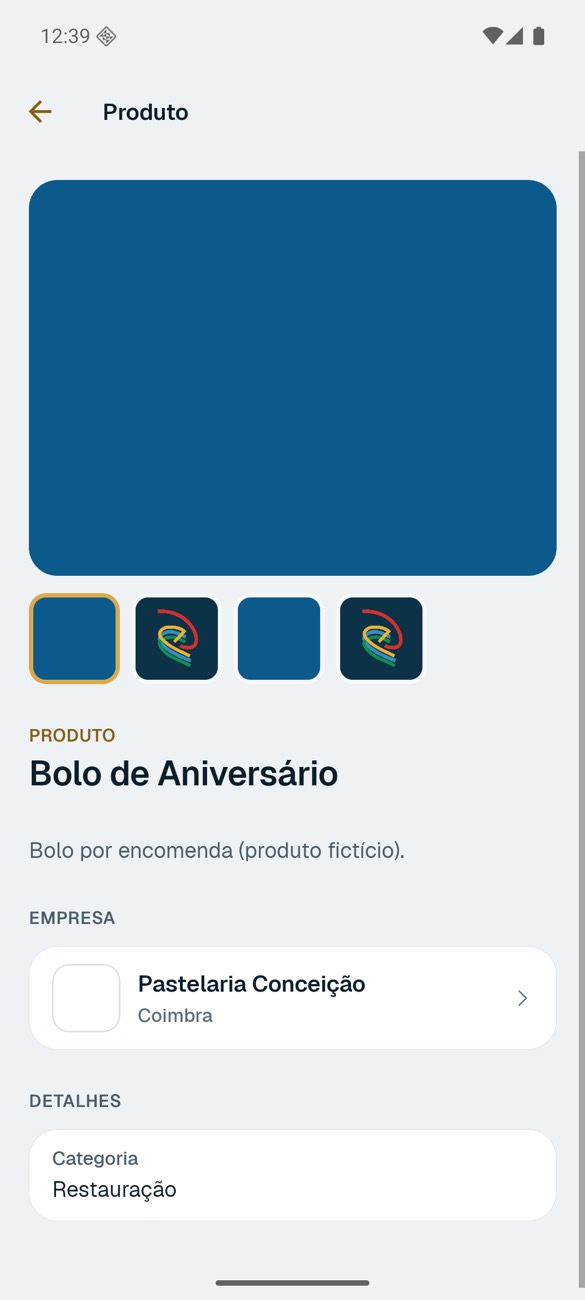 12:39
Produto
PRODUTO
Bolo de Aniversário
Bolo por encomenda (produto fictício).
EMPRESA
Pastelaria Conceição
Coimbra
DETALHES
Categoria
Restauração